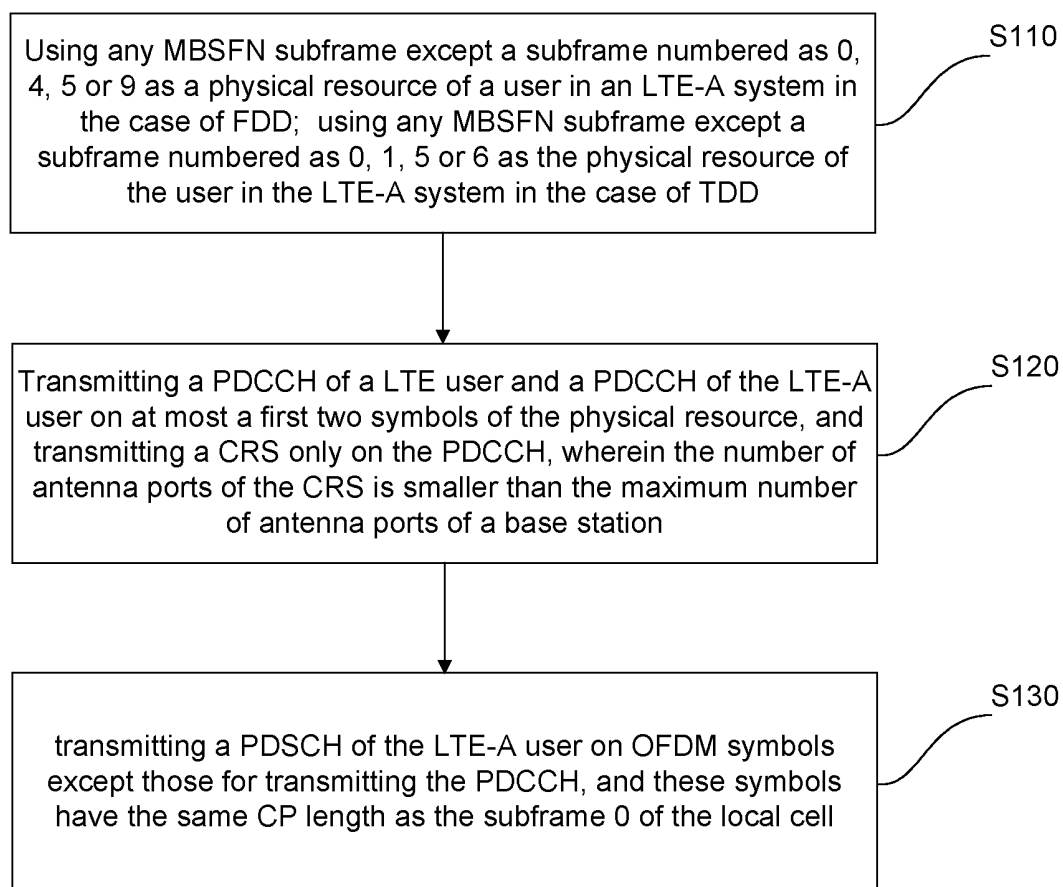 Using any MBSFN subframe except a subframe numbered as 0,
4, 5 or 9 as a physical resource of a user in an LTE-A system in
the case of FDD; using any MBSFN subframe except a
subframe numbered as 0, 1, 5 or 6 as the physical resource of
the user in the LTE-A system in the case of TDD
S110
Transmitting a PDCCH of a LTE user and a PDCCH of the LTE-A
user on at most a first two symbols of the physical resource, and
transmitting a CRS only on the PDCCH, wherein the number of
antenna ports of the CRS is smaller than the maximum number
of antenna ports of a base station
S120
transmitting a PDSCH of the LTE-A user on OFDM symbols
except those for transmitting the PDCCH, and these symbols
have the same CP length as the subframe 0 of the local cell
S130